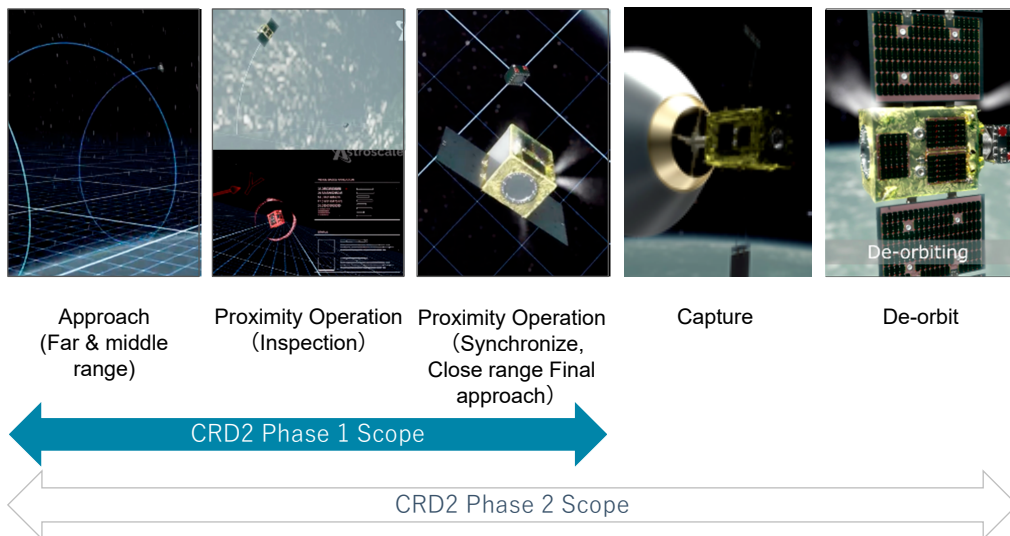 Astroscale
De-orbiting
Approach
(Far & middle
range)
Proximity Operation
（Inspection）
Proximity Operation
（Synchronize,
Close range Final
approach）
Capture
De-orbit
CRD2 Phase 1 Scope
CRD2 Phase 2 Scope